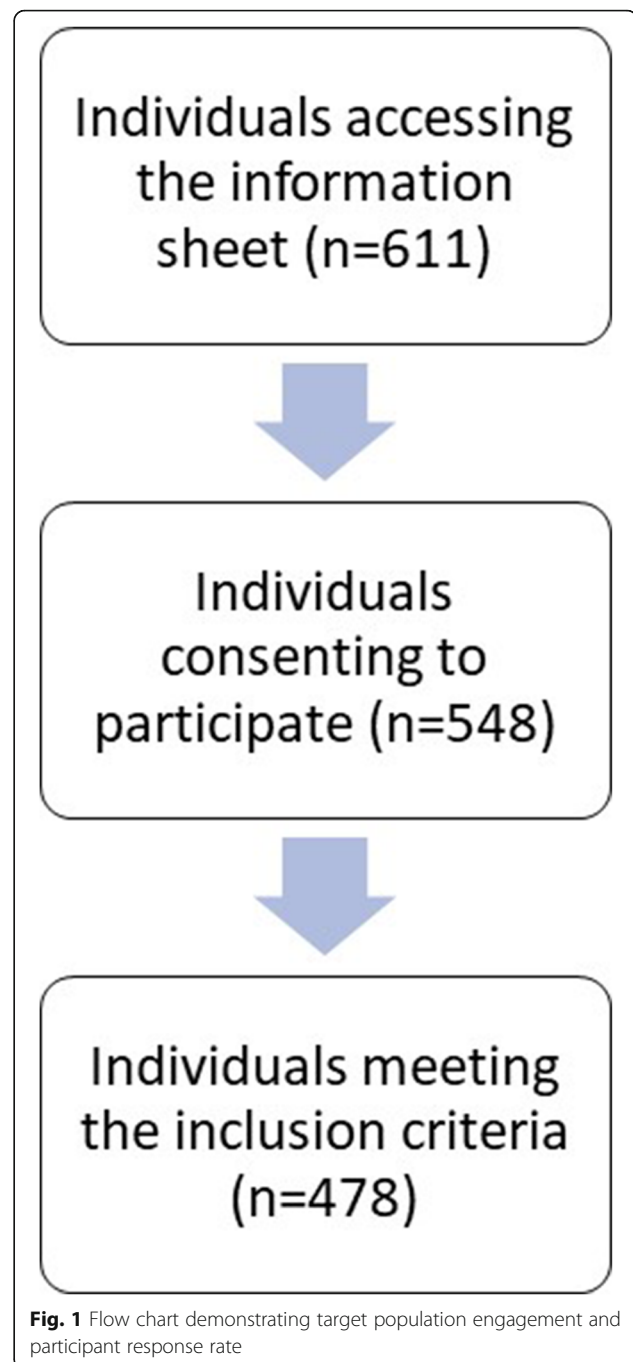 Individuals accessing
the information
sheet (n=611)
Individuals
consenting to
participate (n=548)
Individuals meeting
the inclusion criteria
(n=478)
Fig. 1 Flow chart demonstrating target population engagement and
participant response rate